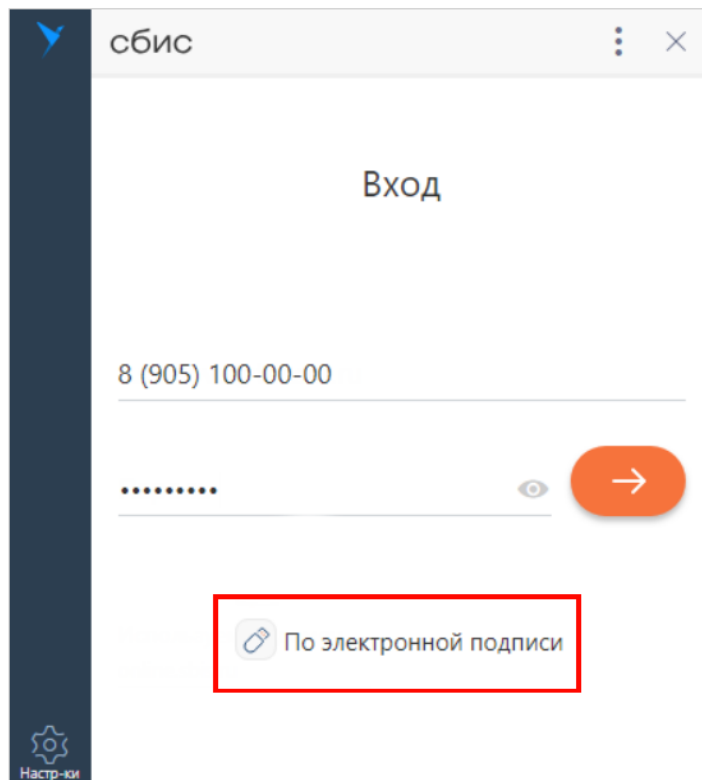 сбис
Вход
8 (905) 100-00-00
•••••••••
По электронной подписи
Настр-ки